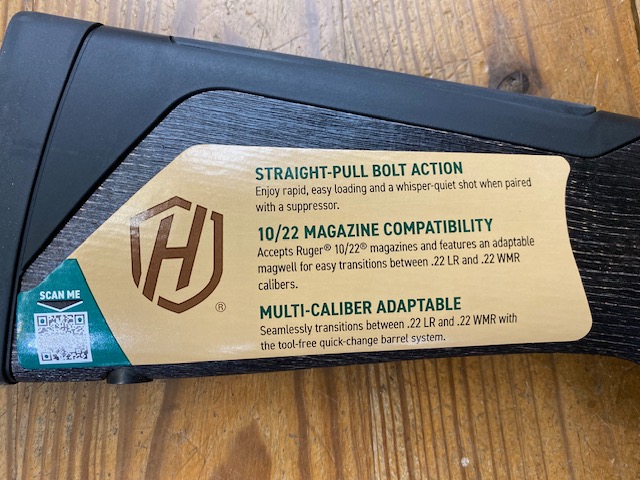 STRAIGHT-PULL BOLT ACTION
Enjoy rapid, easy loading and a whisper-quiet shot when paired
with a suppressor.
10/22 MAGAZINE COMPATIBILITY
Accepts Ruger® 10/22® magazines and features an adaptable
magwell for easy transitions between .22 LR and .22 WMR
calibers.
MULTI-CALIBER ADAPTABLE
Seamlessly transitions between .22 LR and .22 WMR with
the tool-free quick-change barrel system.
H
®
SCAN ME